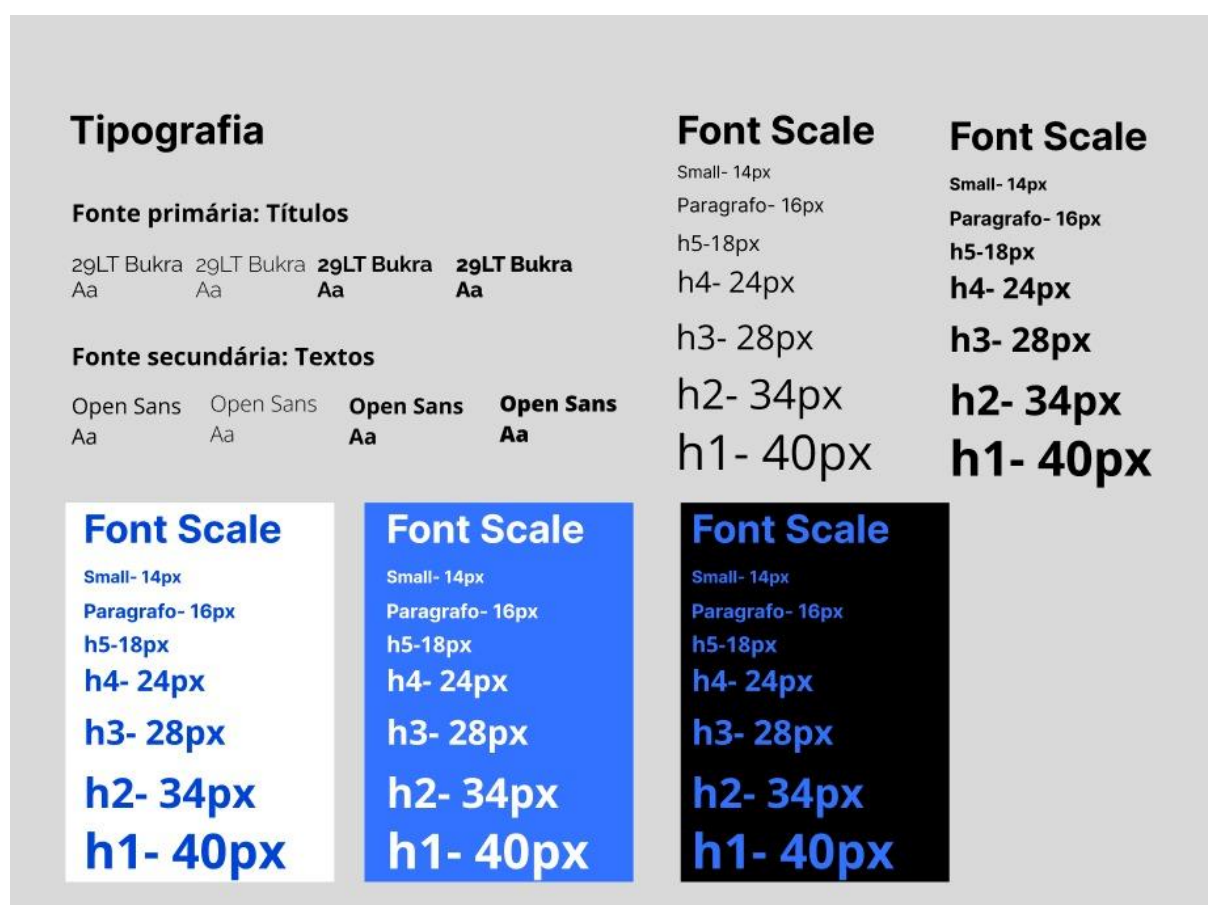 Tipografia
Fonte primária: Títulos
29LT Bukra 29LT Bukra 29LT Bukra 29LT Bukra
Aa Aa Aa Aa
Fonte secundária: Textos
Open Sans Open Sans Open Sans Open Sans
Aa Aa Aa Aa
Font Scale
Small- 14px
Paragrafo- 16px
h5-18px
h4- 24px
h3- 28px
h2- 34px
h1- 40px
Font Scale
Small- 14px
Paragrafo- 16px
h5-18px
h4- 24px
h3- 28px
h2- 34px
h1- 40px
Font Scale
Small- 14px
Paragrafo- 16px
h5-18px
h4- 24px
h3- 28px
h2- 34px
h1- 40px
Font Scale
Small- 14px
Paragrafo- 16px
h5-18px
h4- 24px
h3- 28px
h2- 34px
h1- 40px
Font Scale
Small- 14px
Paragrafo- 16px
h5-18px
h4- 24px
h3- 28px
h2- 34px
h1- 40px